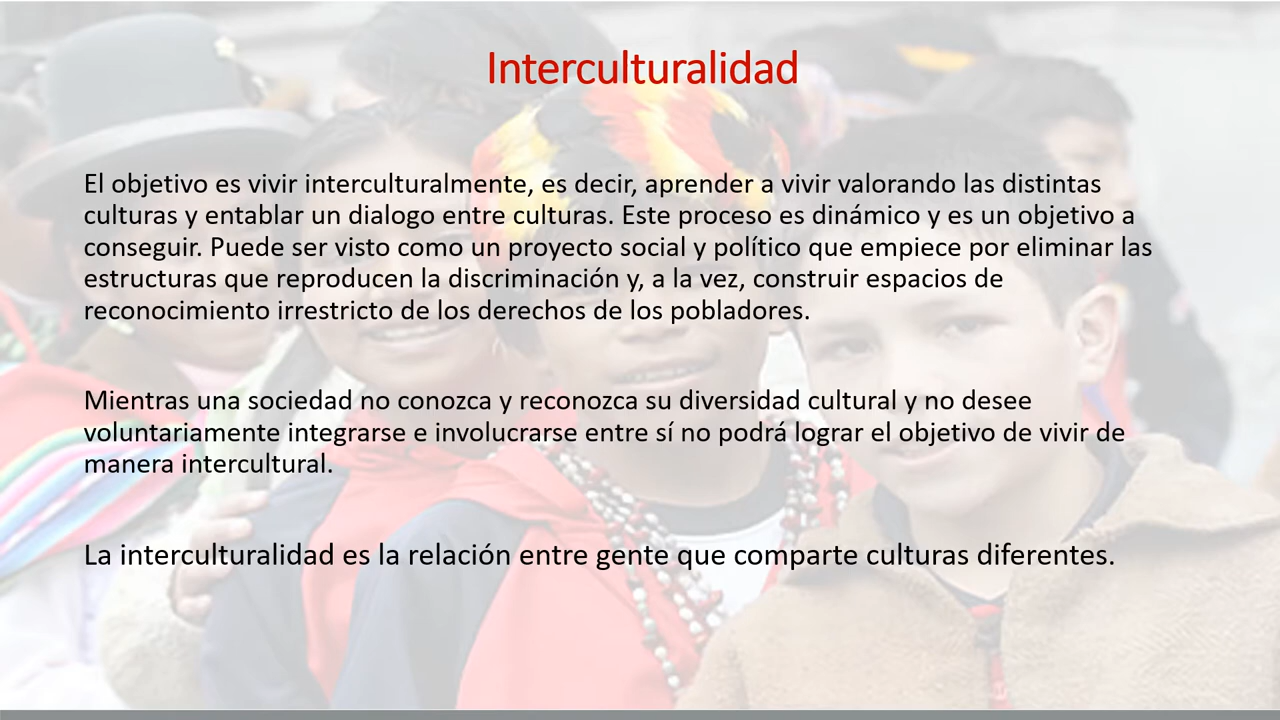 Interculturalidad
El objetivo es vivir interculturalmente, es decir, aprender a vivir valorando las distintas
culturas y entablar un dialogo entre culturas. Este proceso es dinámico y es un objetivo a
conseguir. Puede ser visto como un proyecto social y político que empiece por eliminar las
estructuras que reproducen la discriminación y, a la vez, construir espacios de
reconocimiento irrestricto de los derechos de los pobladores.
Mientras una sociedad no conozca y reconozca su diversidad cultural y no desee
voluntariamente integrarse e involucrarse entre sí no podrá lograr el objetivo de vivir de
manera intercultural.
La interculturalidad es la relación entre gente que comparte culturas diferentes.